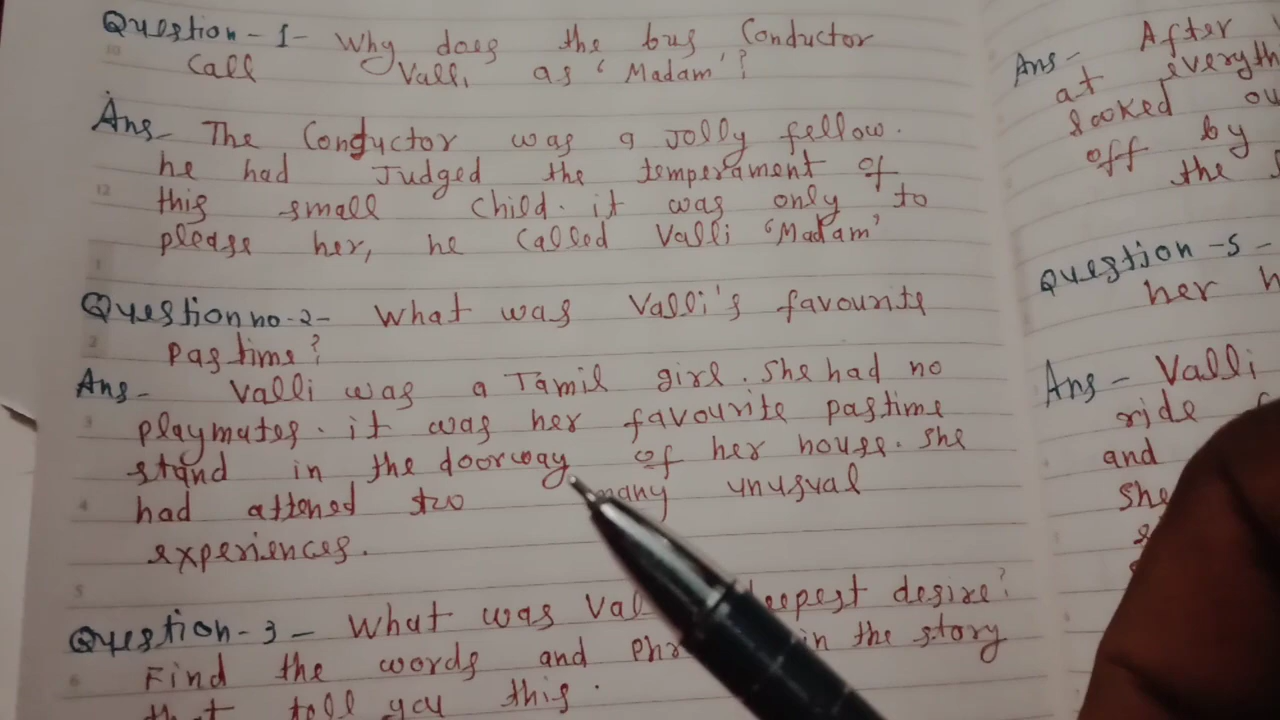 Question-1- Why does the bus Conductor
Call Valli as 'Madam'?
Ans- The Conductor was a Jolly fellow.
he had Judged the temperament of
this small child. it was only to
please her, he called Valli 'Madam'
Question no-2- What was Valli's favourite
Pastime?
Ans- Valli was a Tamil girl. She had no
playmates. it was her favourite pastime
stand in the doorway of her house. She
had attened too many unusual
experiences.
Question-3- What was Val deepest desire?
Find the words and Phr in the story
that tell you this.
Ans- After
at everyth
looked ou
off by
the
Question-5-
her h
Ans- Valli
ride
and
She